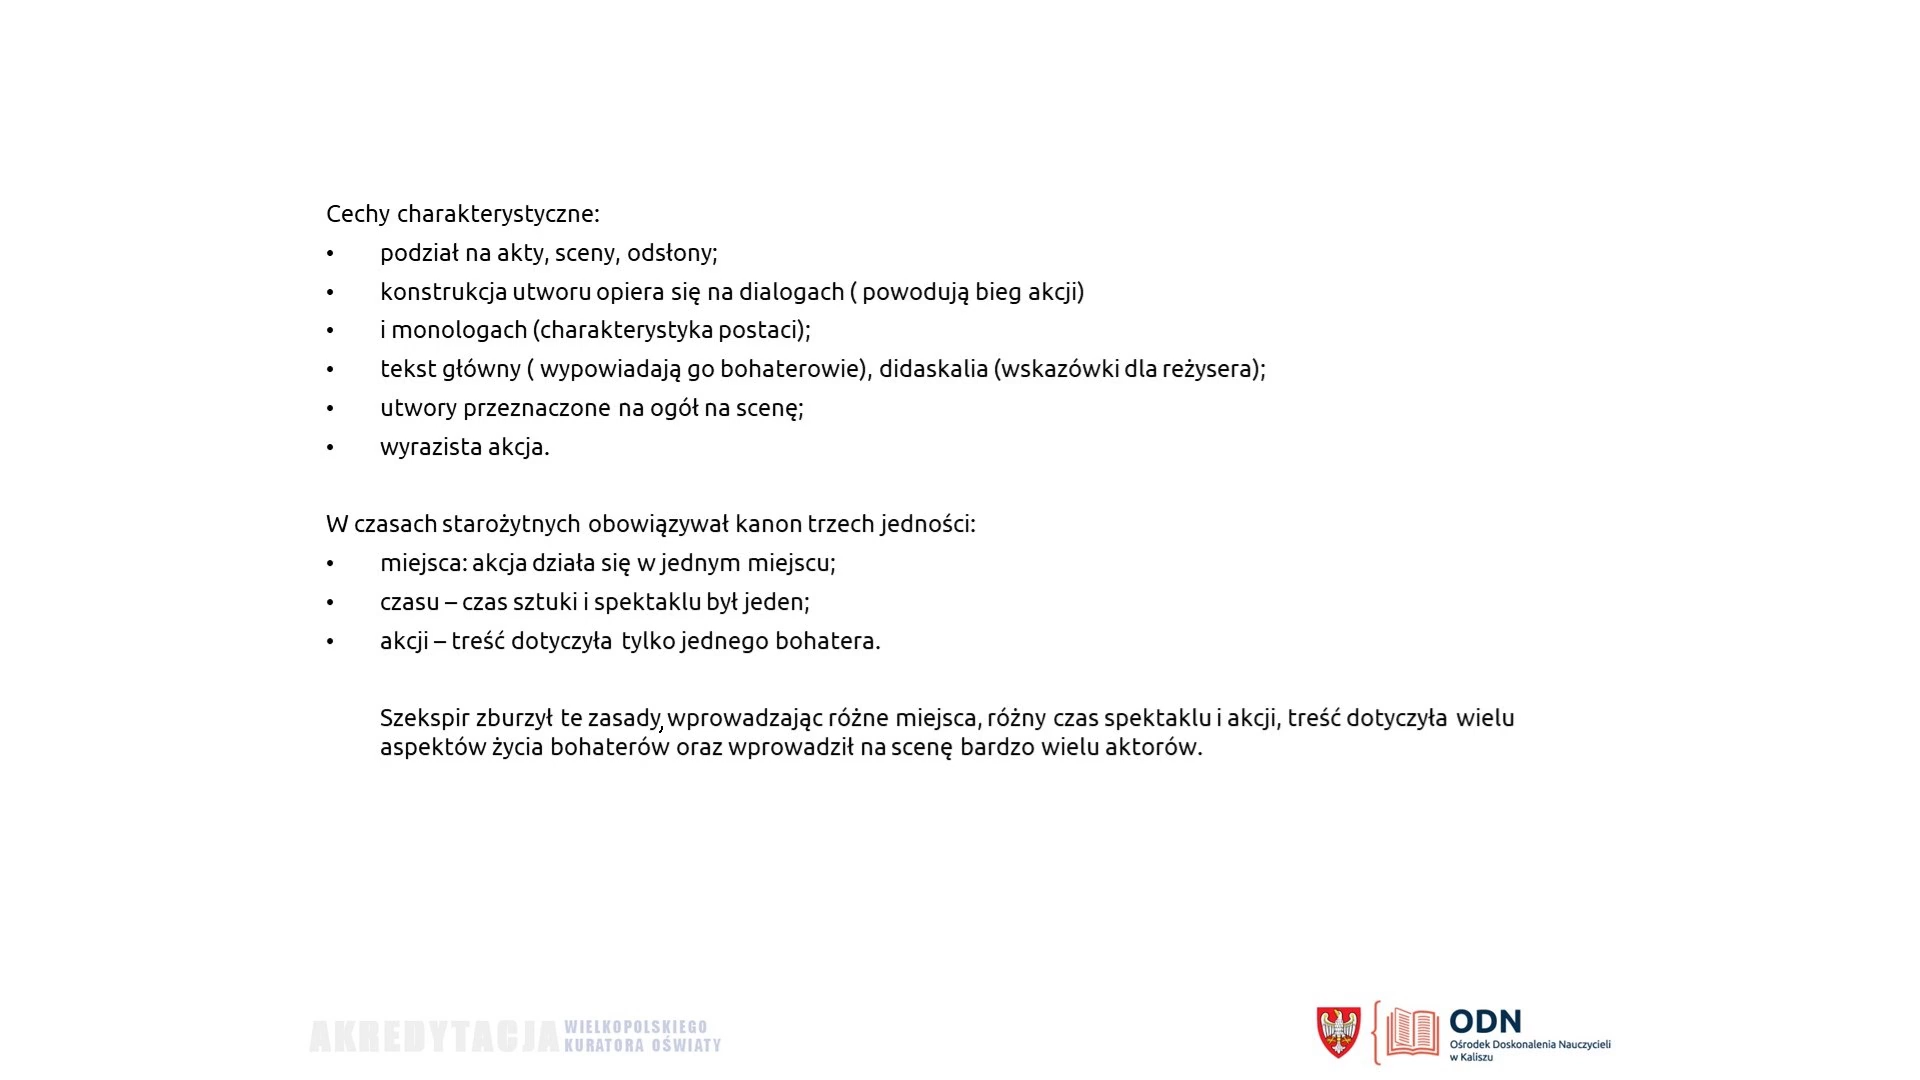 Cechy charakterystyczne:
• podział na akty, sceny, odsłony;
• konstrukcja utworu opiera się na dialogach ( powodują bieg akcji)
• i monologach (charakterystyka postaci);
• tekst główny ( wypowiadają go bohaterowie), didaskalia (wskazówki dla reżysera);
• utwory przeznaczone na ogół na scenę;
• wyrazista akcja.
W czasach starożytnych obowiązywał kanon trzech jedności:
• miejsca: akcja działa się w jednym miejscu;
• czasu – czas sztuki i spektaklu był jeden;
• akcji – treść dotyczyła tylko jednego bohatera.
Szekspir zburzył te zasady, wprowadzając różne miejsca, różny czas spektaklu i akcji, treść dotyczyła wielu
aspektów życia bohaterów oraz wprowadził na scenę bardzo wielu aktorów.
AKREDYTACJA WIELKOPOLSKIEGO
KURATORA OŚWIATY
ODN
Ośrodek Doskonalenia Nauczycieli
w Kaliszu